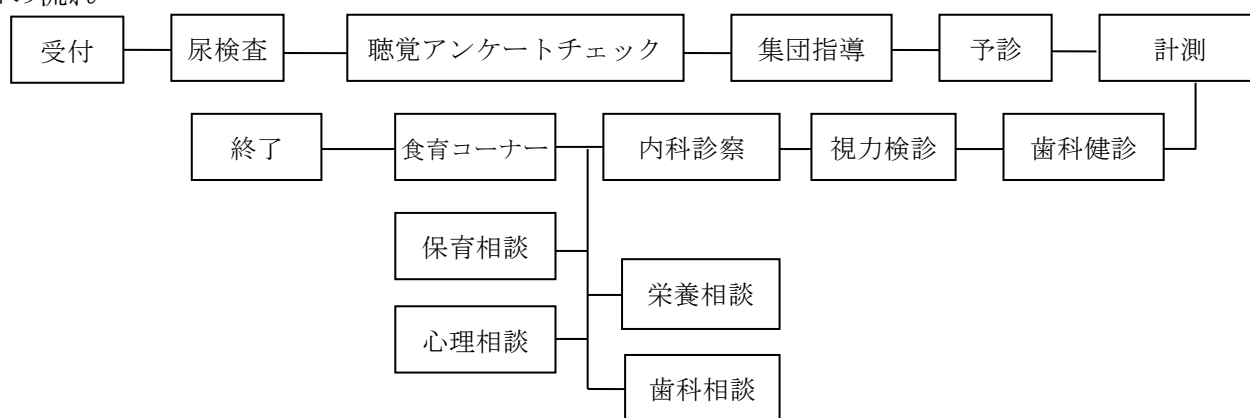 受付
尿検査
聴覚アンケートチェック
集団指導
予診
計測
終了
食育コーナー
内科診察
視力検診
歯科健診
保育相談
栄養相談
心理相談
歯科相談